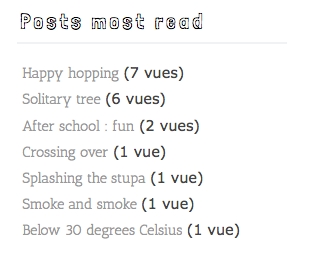 Posts most read
Happy hopping (7 vues)
Solitary tree (6 vues)
After school : fun (2 vues)
Crossing over (1 vue)
Splashing the stupa (1 vue)
Smoke and smoke (1 vue)
Below 30 degrees Celsius (1 vue)